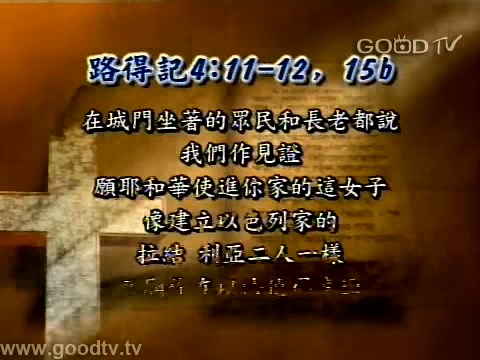 GOOD TV
路得記4:11-12, 15b
在城門坐著的眾民和長老都說
我們作見證
願耶和華使進你家的這女子
像建立以色列家的
拉結 利亞二人一樣
www.goodtv.tv